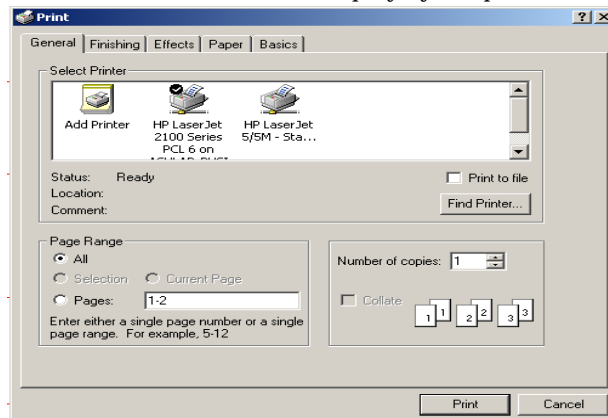 Print
General Finishing Effects Paper Basics
Select Printer
Add Printer HP LaserJet HP LaserJet
2100 Series 5/5M - Sta...
PCL 6 on
Status: Ready
Print to file
Location:
Comment:
Find Printer...
Page Range
All
Number of copies: 1
Selection Current Page
Pages: 1-2
Collate
1 1 2 2 3 3
Enter either a single page number or a single
page range. For example, 5-12
Print Cancel